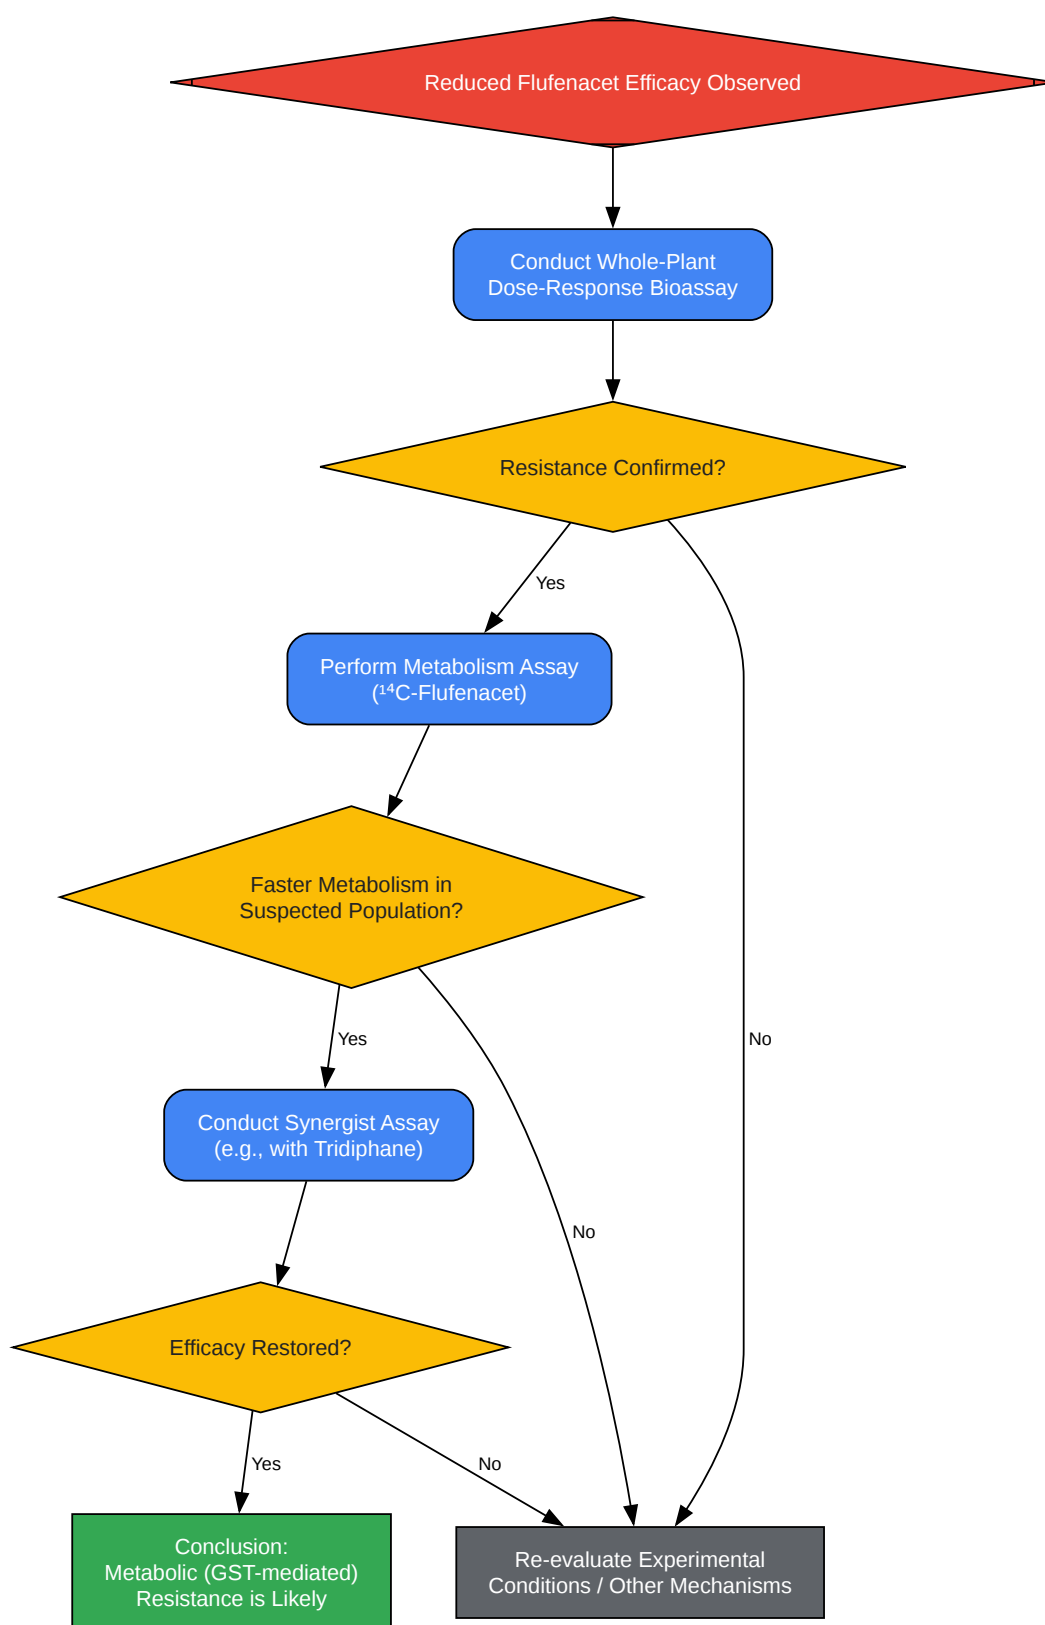 Reduced Flufenacet Efficacy Observed
Conduct Whole-Plant
Dose-Response Bioassay
Resistance Confirmed?
Yes
Perform Metabolism Assay
(¹⁴C-Flufenacet)
Faster Metabolism in
Suspected Population?
Yes
No
Conduct Synergist Assay
(e.g., with Tridiphane)
No
Efficacy Restored?
Yes
No
Conclusion:
Metabolic (GST-mediated)
Resistance is Likely
Re-evaluate Experimental
Conditions / Other Mechanisms